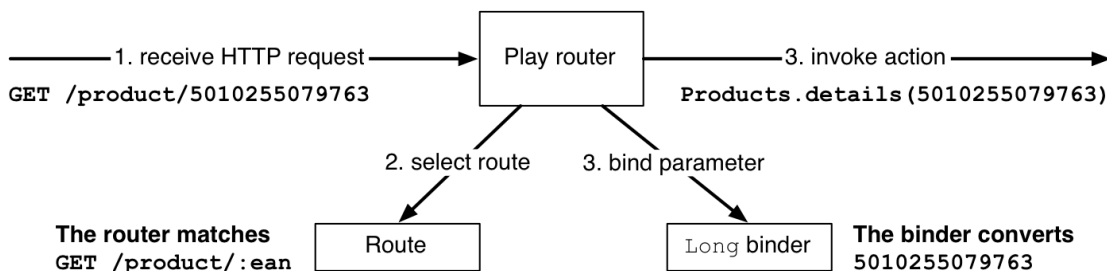 1. receive HTTP request
Play router
3. invoke action
GET /product/5010255079763
Products.details(5010255079763)
2. select route
3. bind parameter
The router matches
GET /product/:ean
Route
Long binder
The binder converts
5010255079763